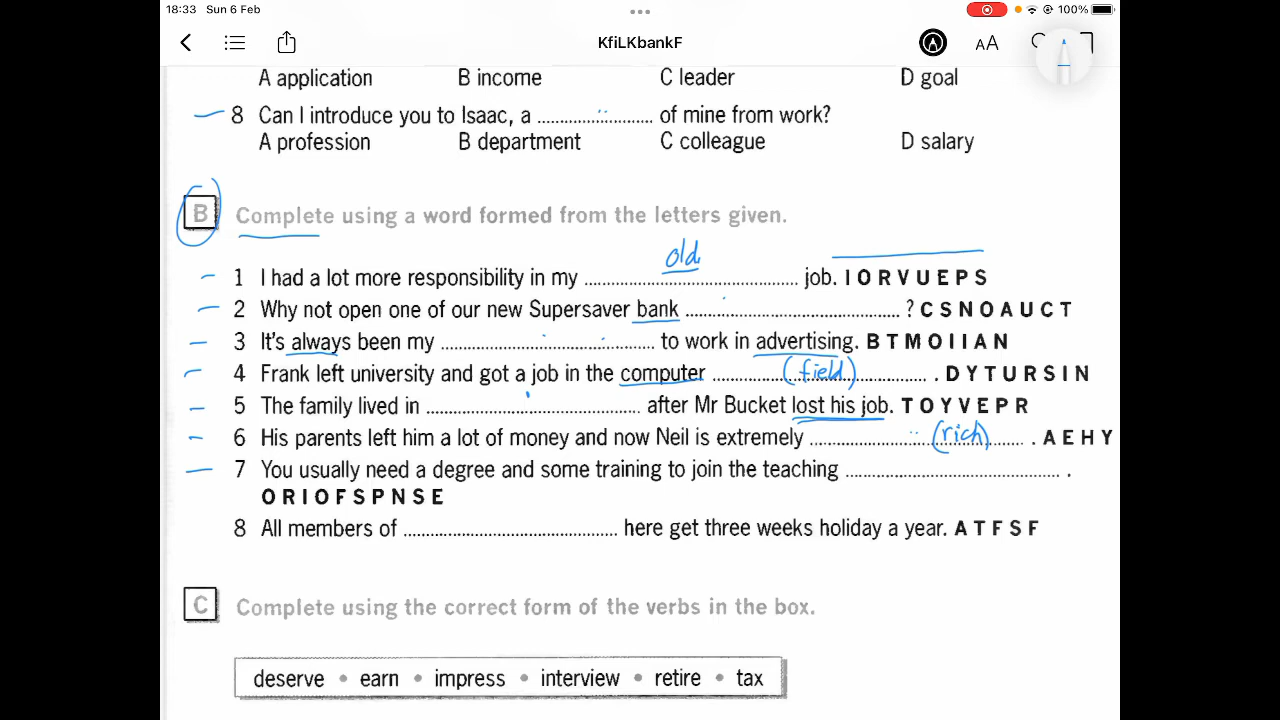 18:33 Sun 6 Feb 100%
KfiLKbankF
AA
A application B income C leader D goal
8 Can I introduce you to Isaac, a .............................. of mine from work?
A profession B department C colleague D salary
B Complete using a word formed from the letters given.
old
1 I had a lot more responsibility in my .............................. job. I O R V U E P S
2 Why not open one of our new Supersaver bank .............................. ? C S N O A U C T
3 It's always been my .............................. to work in advertising. B T M O I I A N
4 Frank left university and got a job in the computer .............................. . D Y T U R S I N
(field)
5 The family lived in .............................. after Mr Bucket lost his job. T O Y V E P R
6 His parents left him a lot of money and now Neil is extremely .............................. . A E H Y
(rich)
7 You usually need a degree and some training to join the teaching .............................. .
O R I O F S P N S E
8 All members of .............................. here get three weeks holiday a year. A T F S F
C Complete using the correct form of the verbs in the box.
deserve • earn • impress • interview • retire • tax